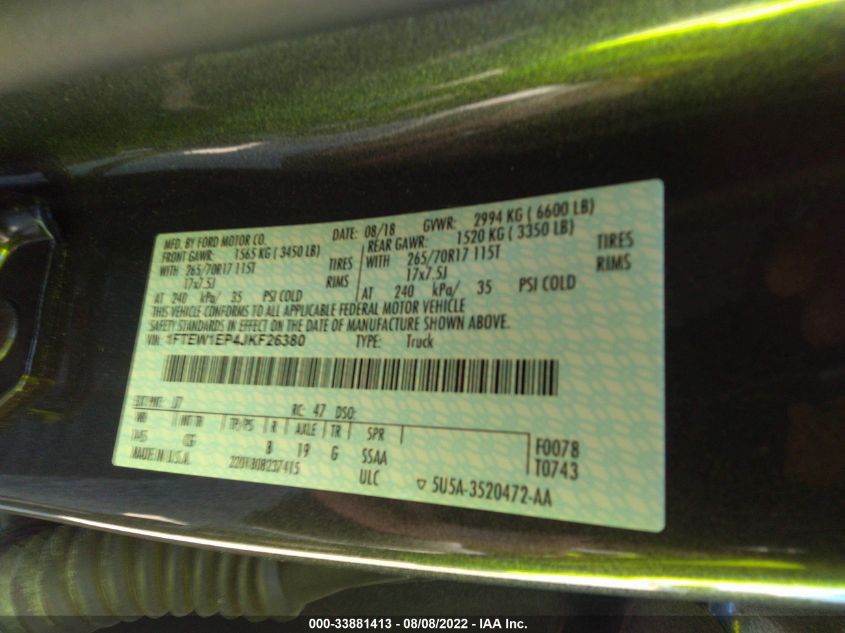 MFD. BY FORD MOTOR CO. DATE: 08/18 GVWR: 2994 KG ( 6600 LB)
FRONT GAWR: 1565 KG ( 3450 LB) REAR GAWR: 1520 KG ( 3350 LB)
WITH 265/70R17 115T TIRES WITH 265/70R17 115T TIRES
17x7.5J RIMS 17x7.5J RIMS
AT 240 kPa/ 35 PSI COLD AT 240 kPa/ 35 PSI COLD
THIS VEHICLE CONFORMS TO ALL APPLICABLE FEDERAL MOTOR VEHICLE
SAFETY STANDARDS IN EFFECT ON THE DATE OF MANUFACTURE SHOWN ABOVE.
VIN: 1FTEW1EP4JKF26380 TYPE: Truck
EXT PNT: RC: 47 DSO:
WB INT TR TP/PS R AXLE TR SPR
145 8 19 G SSAA F0078
MADE IN U.S.A. ULC T0743
▽ 5U5A-3520472-AA
000-33881413 - 08/08/2022 - IAA Inc.